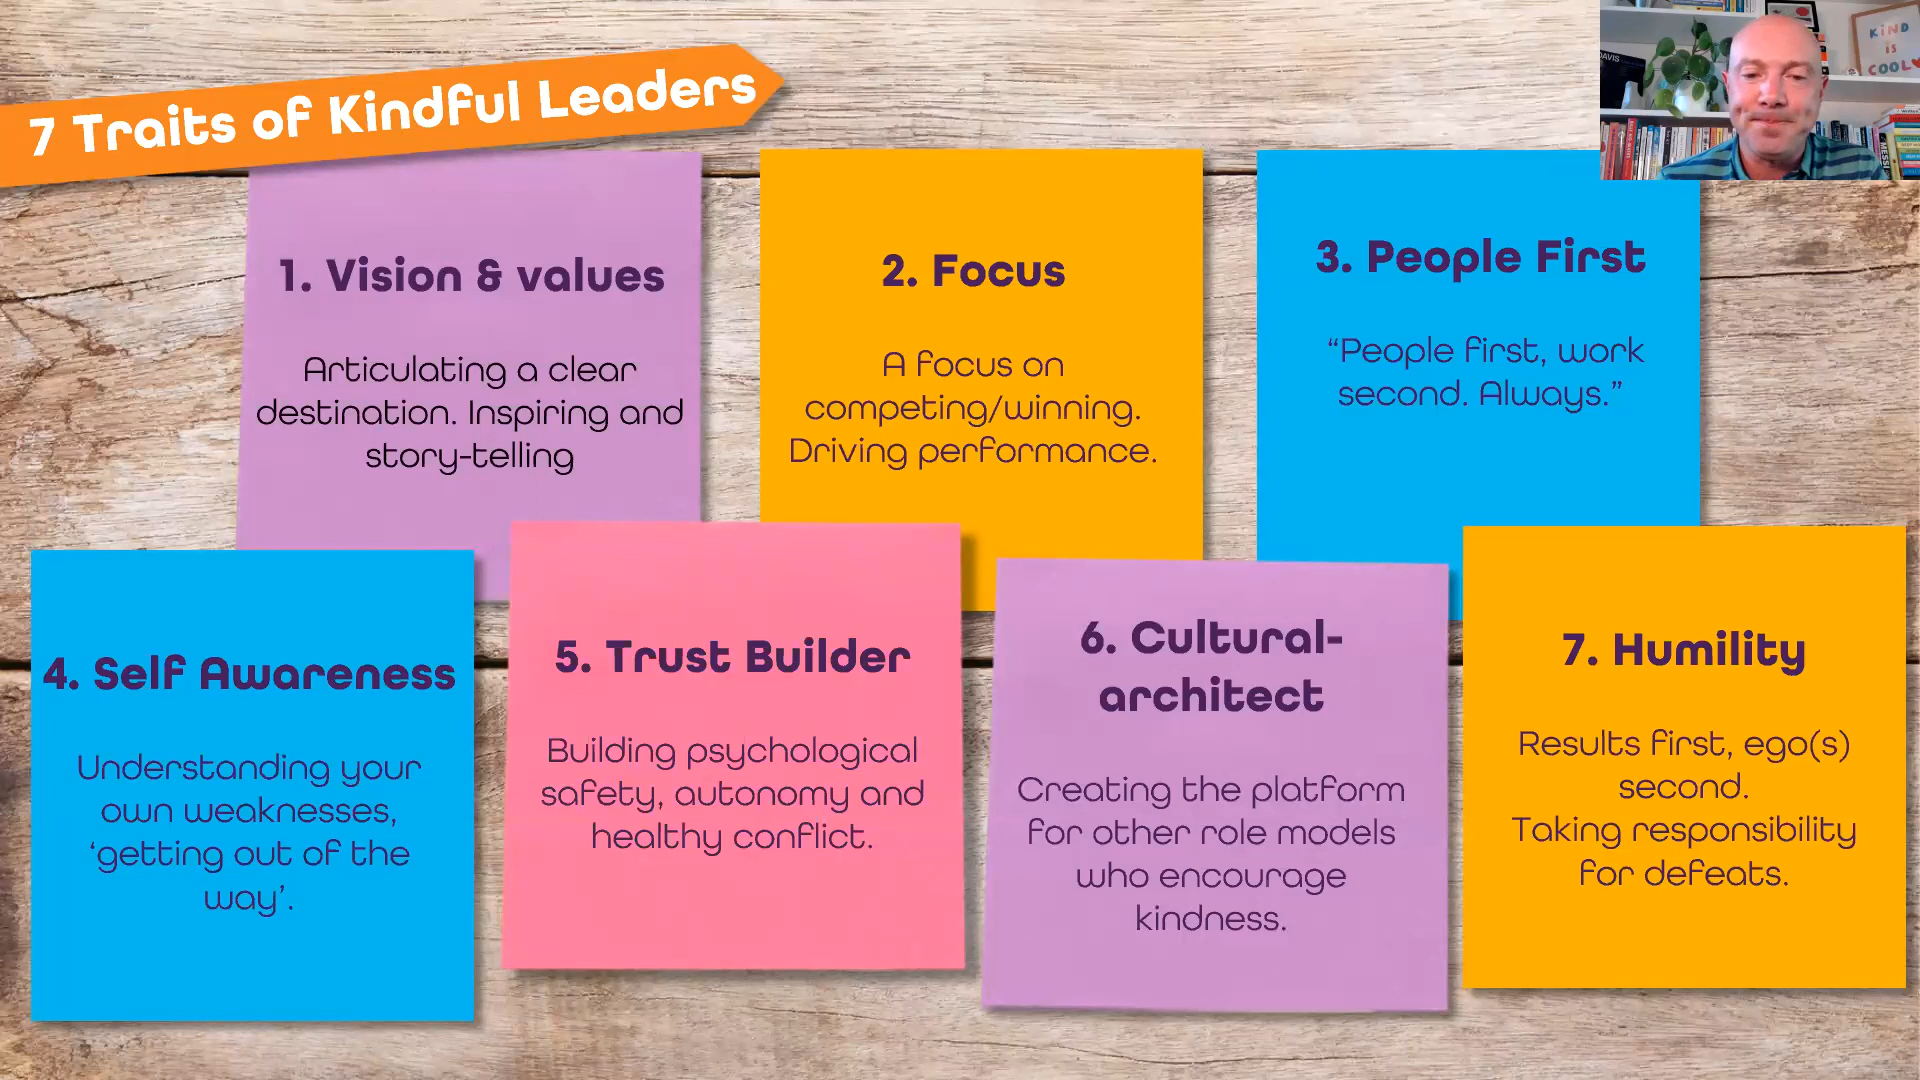 7 Traits of Kindful Leaders
KiND
is
COOL
DAVIS
MESSI
1. Vision & values
Articulating a clear
destination. Inspiring and
story-telling
2. Focus
A focus on
competing/winning.
Driving performance.
3. People First
“People first, work
second. Always.”
4. Self Awareness
Understanding your
own weaknesses,
‘getting out of the
way’.
5. Trust Builder
Building psychological
safety, autonomy and
healthy conflict.
6. Cultural-
architect
Creating the platform
for other role models
who encourage
kindness.
7. Humility
Results first, ego(s)
second.
Taking responsibility
for defeats.